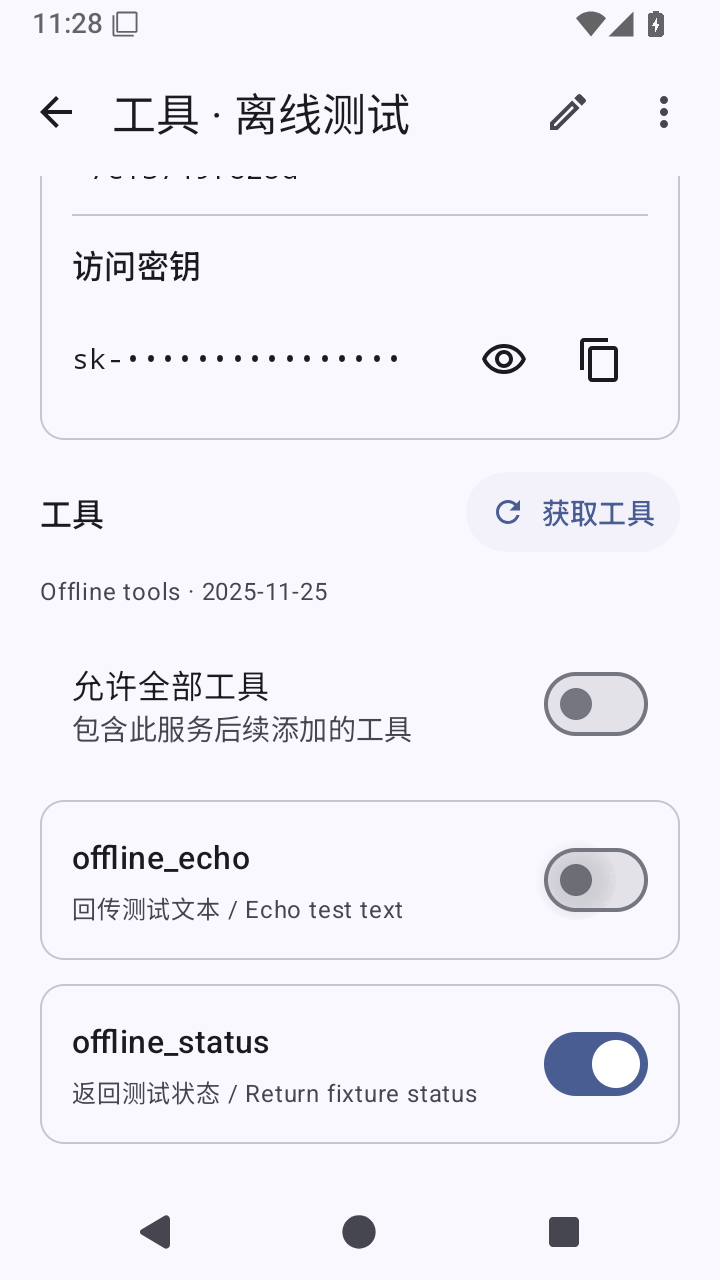 11:28
工具 · 离线测试
访问密钥
sk-••••••••••••••••
工具
获取工具
Offline tools · 2025-11-25
允许全部工具
包含此服务后续添加的工具
offline_echo
回传测试文本 / Echo test text
offline_status
返回测试状态 / Return fixture status